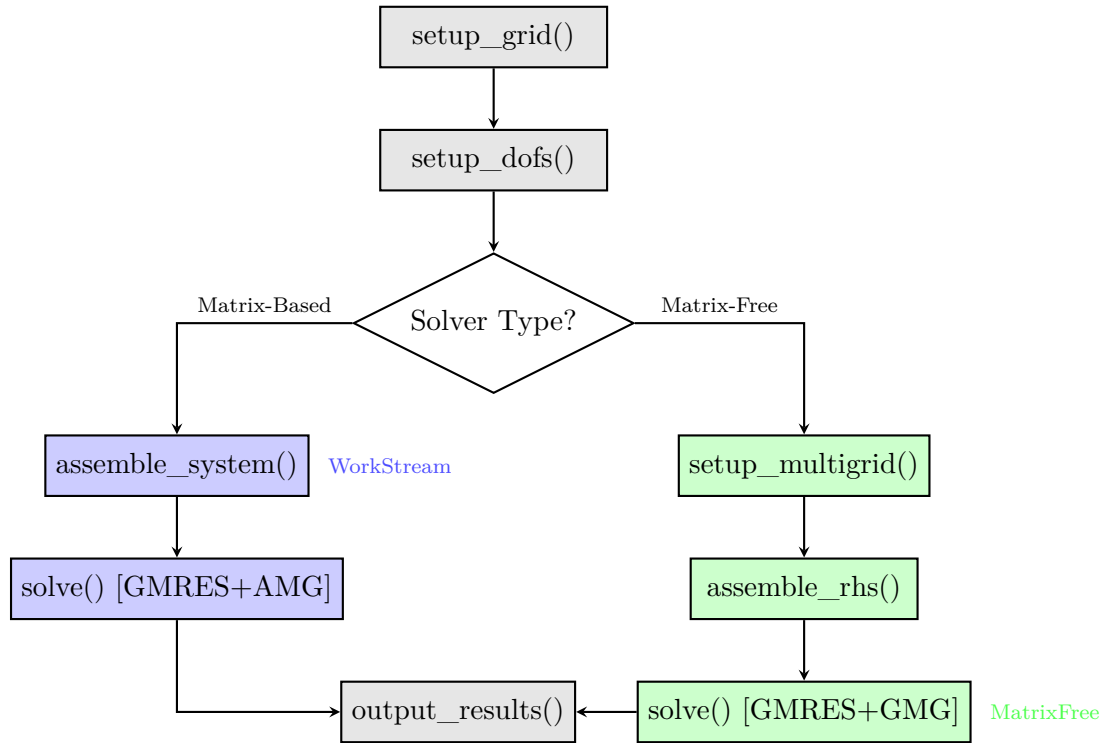 setup_grid()
setup_dofs()
Solver Type?
Matrix-Based
Matrix-Free
assemble_system()
WorkStream
setup_multigrid()
solve() [GMRES+AMG]
assemble_rhs()
output_results()
solve() [GMRES+GMG]
MatrixFree